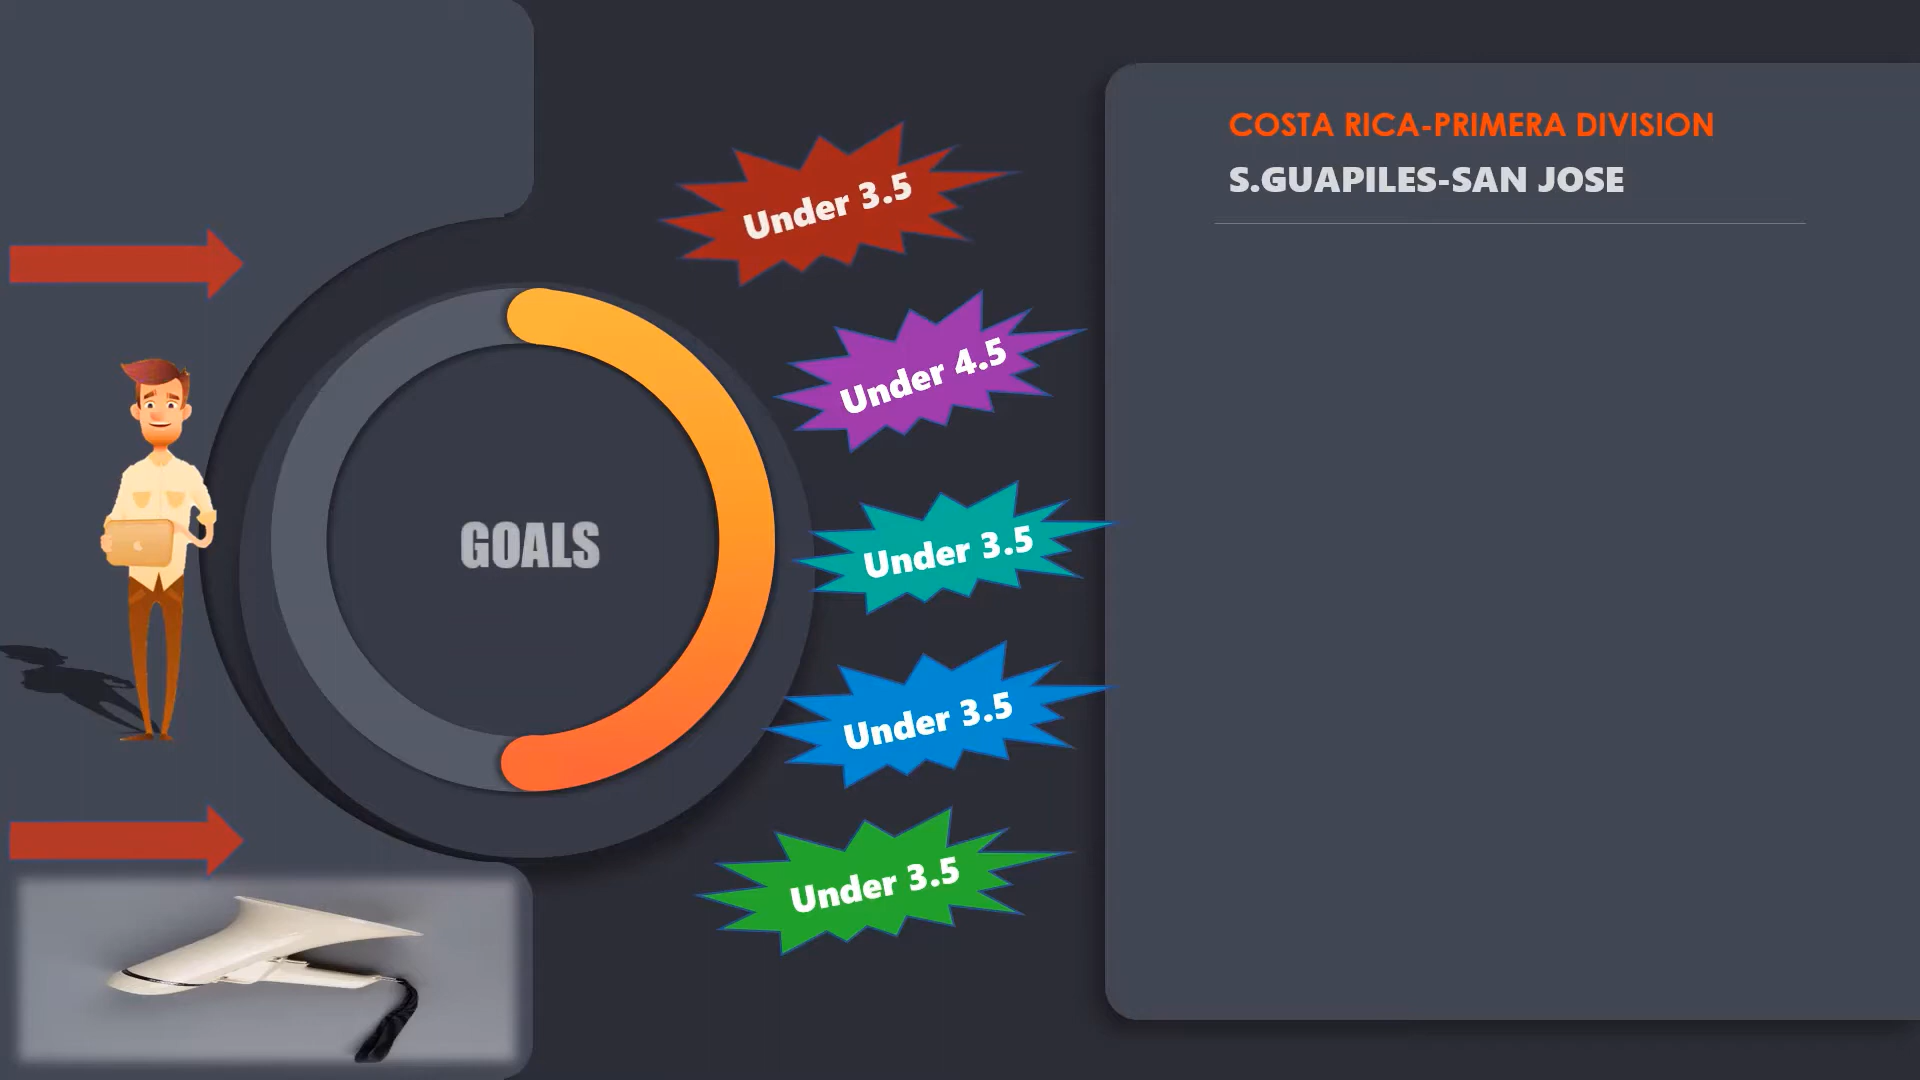 COSTA RICA-PRIMERA DIVISION
S.GUAPILES-SAN JOSE
Under 3.5
Under 4.5
GOALS
Under 3.5
Under 3.5
Under 3.5